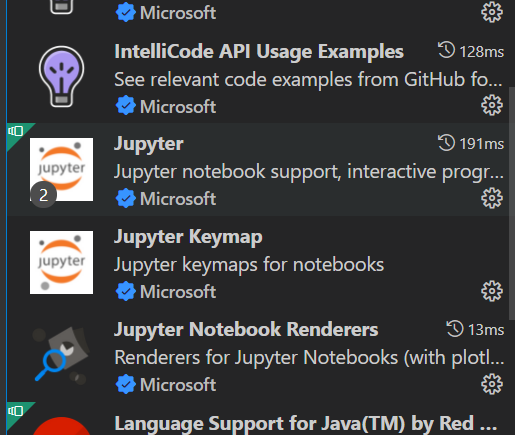 Microsoft
IntelliCode API Usage Examples 128ms
See relevant code examples from GitHub fo...
Microsoft
Jupyter 191ms
jupyter
2
Jupyter notebook support, interactive progr...
Microsoft
Jupyter Keymap
jupyter
Jupyter keymaps for notebooks
Microsoft
Jupyter Notebook Renderers 13ms
Renderers for Jupyter Notebooks (with plotl...
Microsoft
Language Support for Java(TM) by Red ...